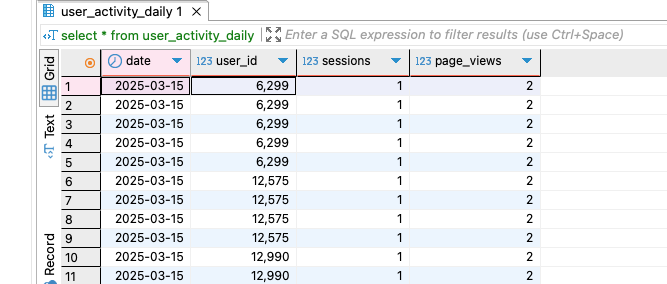 user_activity_daily 1
select * from user_activity_daily Enter a SQL expression to filter results (use Ctrl+Space)
Grid
Text
Record
date 123 user_id 123 sessions 123 page_views
1 2025-03-15 6,299 1 2
2 2025-03-15 6,299 1 2
3 2025-03-15 6,299 1 2
4 2025-03-15 6,299 1 2
5 2025-03-15 6,299 1 2
6 2025-03-15 12,575 1 2
7 2025-03-15 12,575 1 2
8 2025-03-15 12,575 1 2
9 2025-03-15 12,575 1 2
10 2025-03-15 12,990 1 2
11 2025-03-15 12,990 1 2